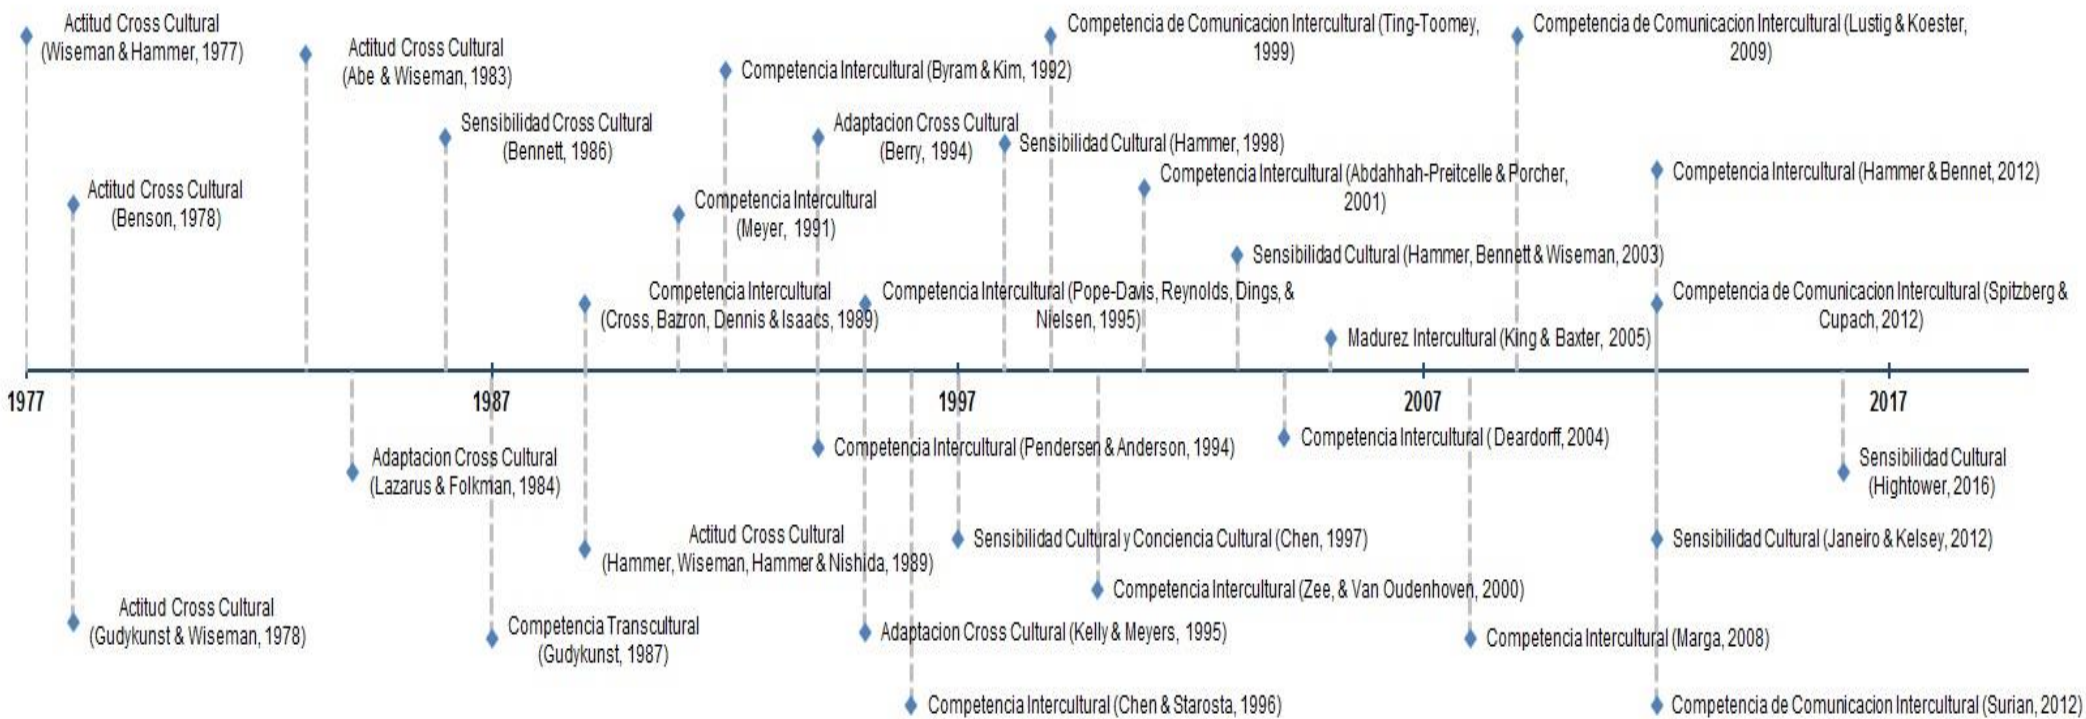 Actitud Cross Cultural
(Wiseman & Hammer, 1977)
Actitud Cross Cultural
(Abe & Wiseman, 1983)
Competencia Intercultural (Byram & Kim, 1992)
Competencia de Comunicacion Intercultural (Ting-Toomey,
1999)
Competencia de Comunicacion Intercultural (Lustig & Koester,
2009)
Sensibilidad Cross Cultural
(Bennett, 1986)
Adaptacion Cross Cultural
(Berry, 1994)
Sensibilidad Cultural (Hammer, 1998)
Competencia Intercultural (Abdahhah-Preitcelle & Porcher,
2001)
Competencia Intercultural (Hammer & Bennet, 2012)
Actitud Cross Cultural
(Benson, 1978)
Competencia Intercultural
(Meyer, 1991)
Sensibilidad Cultural (Hammer, Bennett & Wiseman, 2003)
Competencia Intercultural
(Cross, Bazron, Dennis & Isaacs, 1989)
Competencia Intercultural (Pope-Davis, Reynolds, Dings, &
Nielsen, 1995)
Competencia de Comunicacion Intercultural (Spitzberg &
Cupach, 2012)
Madurez Intercultural (King & Baxter, 2005)
1977
1987
1997
2007
2017
Adaptacion Cross Cultural
(Lazarus & Folkman, 1984)
Competencia Intercultural (Pendersen & Anderson, 1994)
Competencia Intercultural ( Deardorff, 2004)
Sensibilidad Cultural
(Hightower, 2016)
Actitud Cross Cultural
(Hammer, Wiseman, Hammer & Nishida, 1989)
Sensibilidad Cultural y Conciencia Cultural (Chen, 1997)
Sensibilidad Cultural (Janeiro & Kelsey, 2012)
Competencia Intercultural (Zee, & Van Oudenhoven, 2000)
Actitud Cross Cultural
(Gudykunst & Wiseman, 1978)
Competencia Transcultural
(Gudykunst, 1987)
Adaptacion Cross Cultural (Kelly & Meyers, 1995)
Competencia Intercultural (Marga, 2008)
Competencia Intercultural (Chen & Starosta, 1996)
Competencia de Comunicacion Intercultural (Surian, 2012)